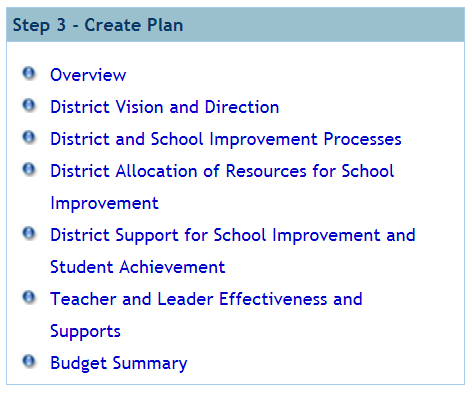 Step 3 - Create Plan
Overview
District Vision and Direction
District and School Improvement Processes
District Allocation of Resources for School
Improvement
District Support for School Improvement and
Student Achievement
Teacher and Leader Effectiveness and
Supports
Budget Summary